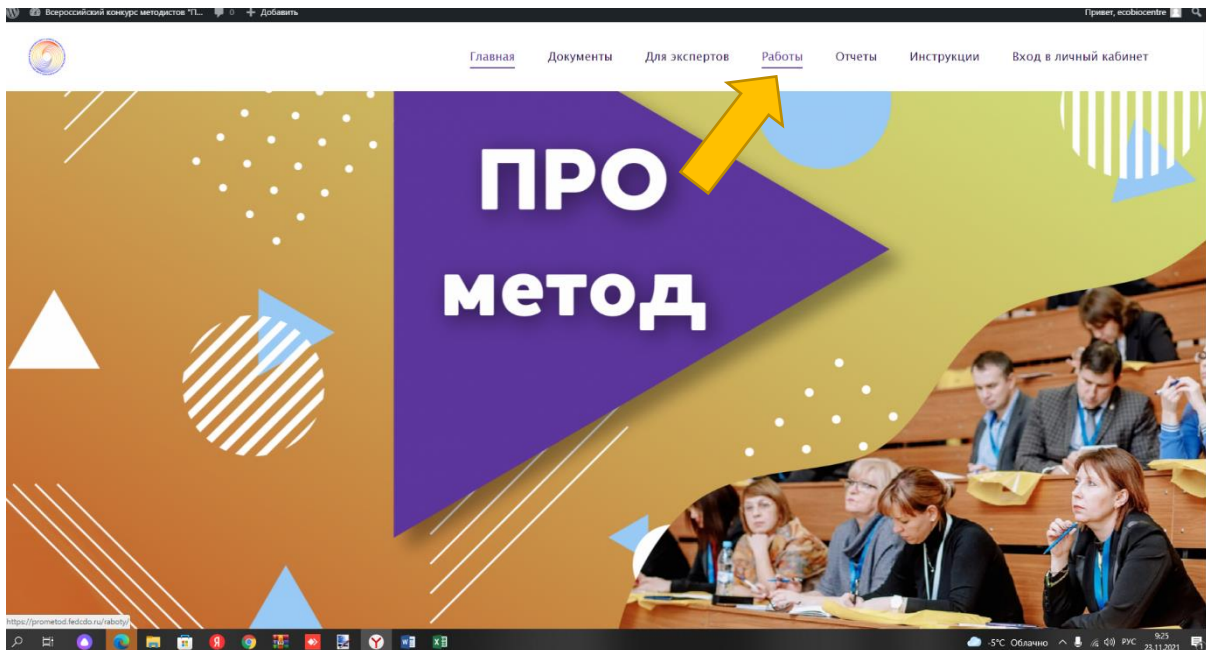 Всероссийский конкурс методистов "П... 0 + Добавить
Привет, ecobiocentre
Главная Документы Для экспертов Работы Отчеты Инструкции Вход в личный кабинет
ПРО
метод
https://prometod.fedcdo.ru/raboty/
-5°C Облачно РУС 9:25
23.11.2021